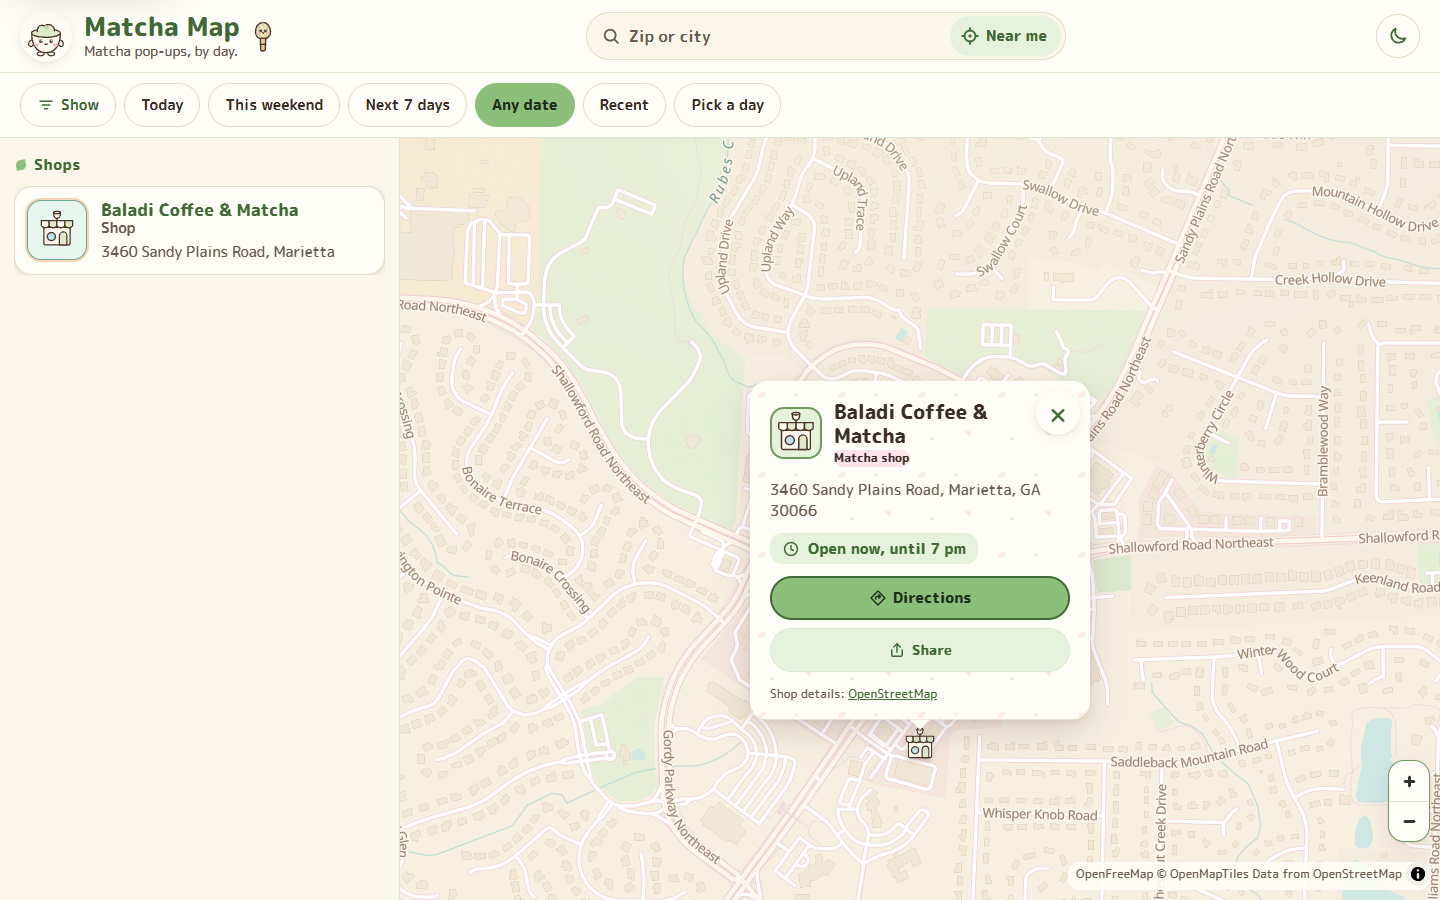 Matcha Map
Matcha pop-ups, by day.
Zip or city
Near me
Show
Today
This weekend
Next 7 days
Any date
Recent
Pick a day
Shops
Baladi Coffee & Matcha
Shop
3460 Sandy Plains Road, Marietta
Upland Trace
Swallow Drive
Swallow Court
Upland Way
Upland Drive
Mountain Hollow Drive
Creek Hollow Drive
Road Northeast
Shallowford Road Northeast
Bonaire Terrace
Bonaire Crossing
Winterberry Circle
Bramblewood Way
Baladi Coffee &
Matcha
Matcha shop
3460 Sandy Plains Road, Marietta, GA
30066
Open now, until 7 pm
Directions
Share
Shop details: OpenStreetMap
Shallowford Road Northeast
Keenland Road
Winter Wood Court
Gordy Parkway Northeast
Saddleback Mountain Road
Whisper Knob Road
+
−
OpenFreeMap © OpenMapTiles Data from OpenStreetMap